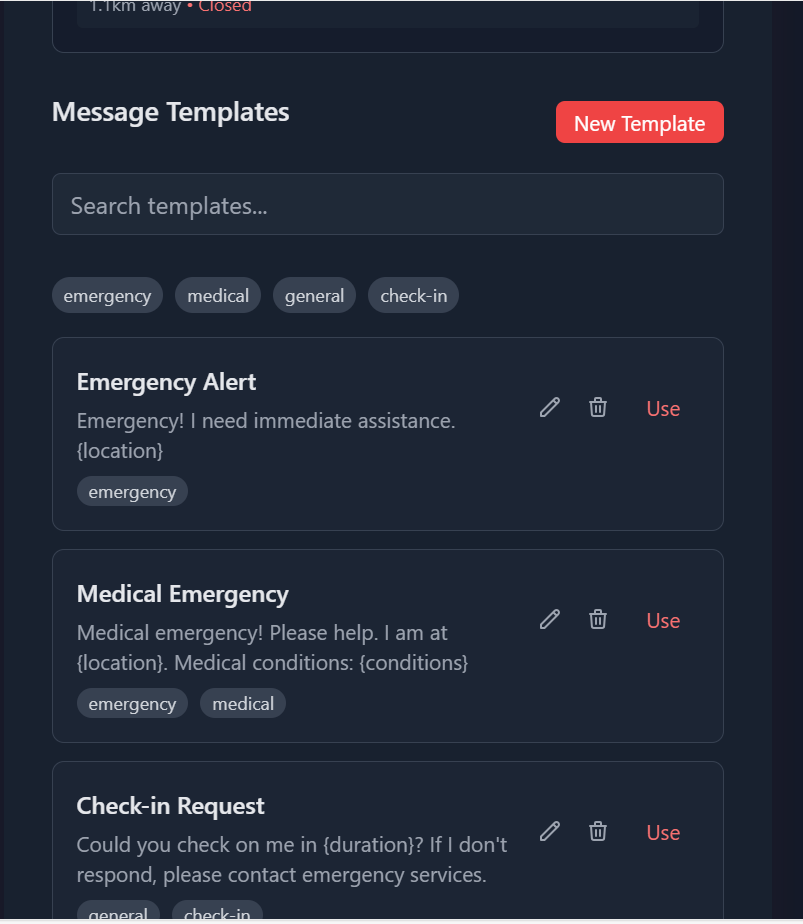 1.1km away • Closed
Message Templates
New Template
Search templates...
emergency medical general check-in
Emergency Alert
Emergency! I need immediate assistance.
{location}
Use
emergency
Medical Emergency
Medical emergency! Please help. I am at
{location}. Medical conditions: {conditions}
Use
emergency medical
Check-in Request
Could you check on me in {duration}? If I don't
respond, please contact emergency services.
Use
general check-in